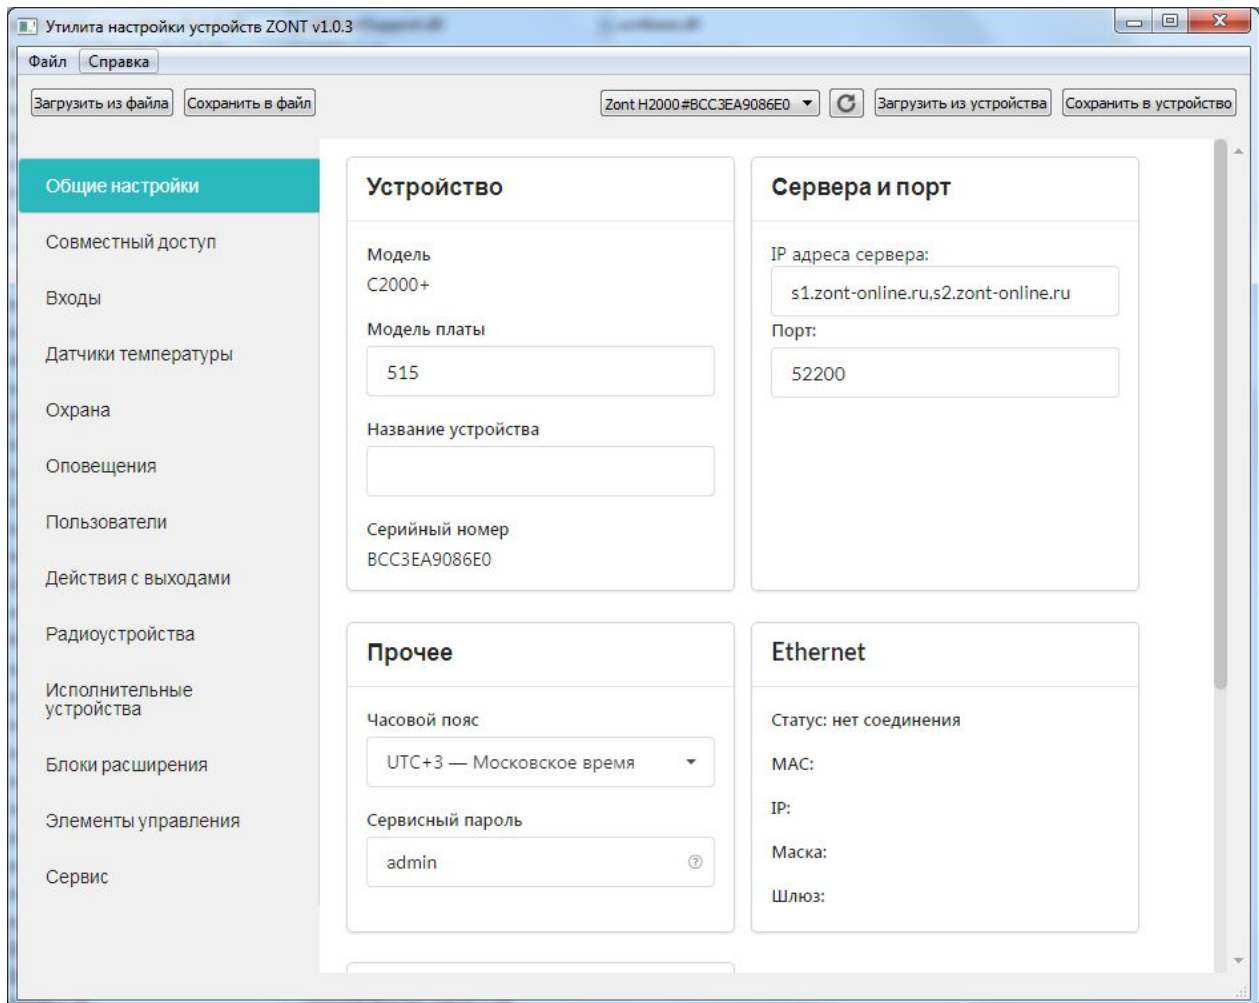 Утилита настройки устройств ZONT v1.0.3
Файл Справка
Загрузить из файла Сохранить в файл Zont H2000#BCC3EA9086E0 Загрузить из устройства Сохранить в устройство
Общие настройки
Совместный доступ
Входы
Датчики температуры
Охрана
Оповещения
Пользователи
Действия с выходами
Радиоустройства
Исполнительные
устройства
Блоки расширения
Элементы управления
Сервис
Устройство
Модель
C2000+
Модель платы
515
Название устройства
Серийный номер
BCC3EA9086E0
Сервера и порт
IP адреса сервера:
s1.zont-online.ru,s2.zont-online.ru
Порт:
52200
Прочее
Часовой пояс
UTC+3 — Московское время
Сервисный пароль
admin
Ethernet
Статус: нет соединения
MAC:
IP:
Маска:
Шлюз: